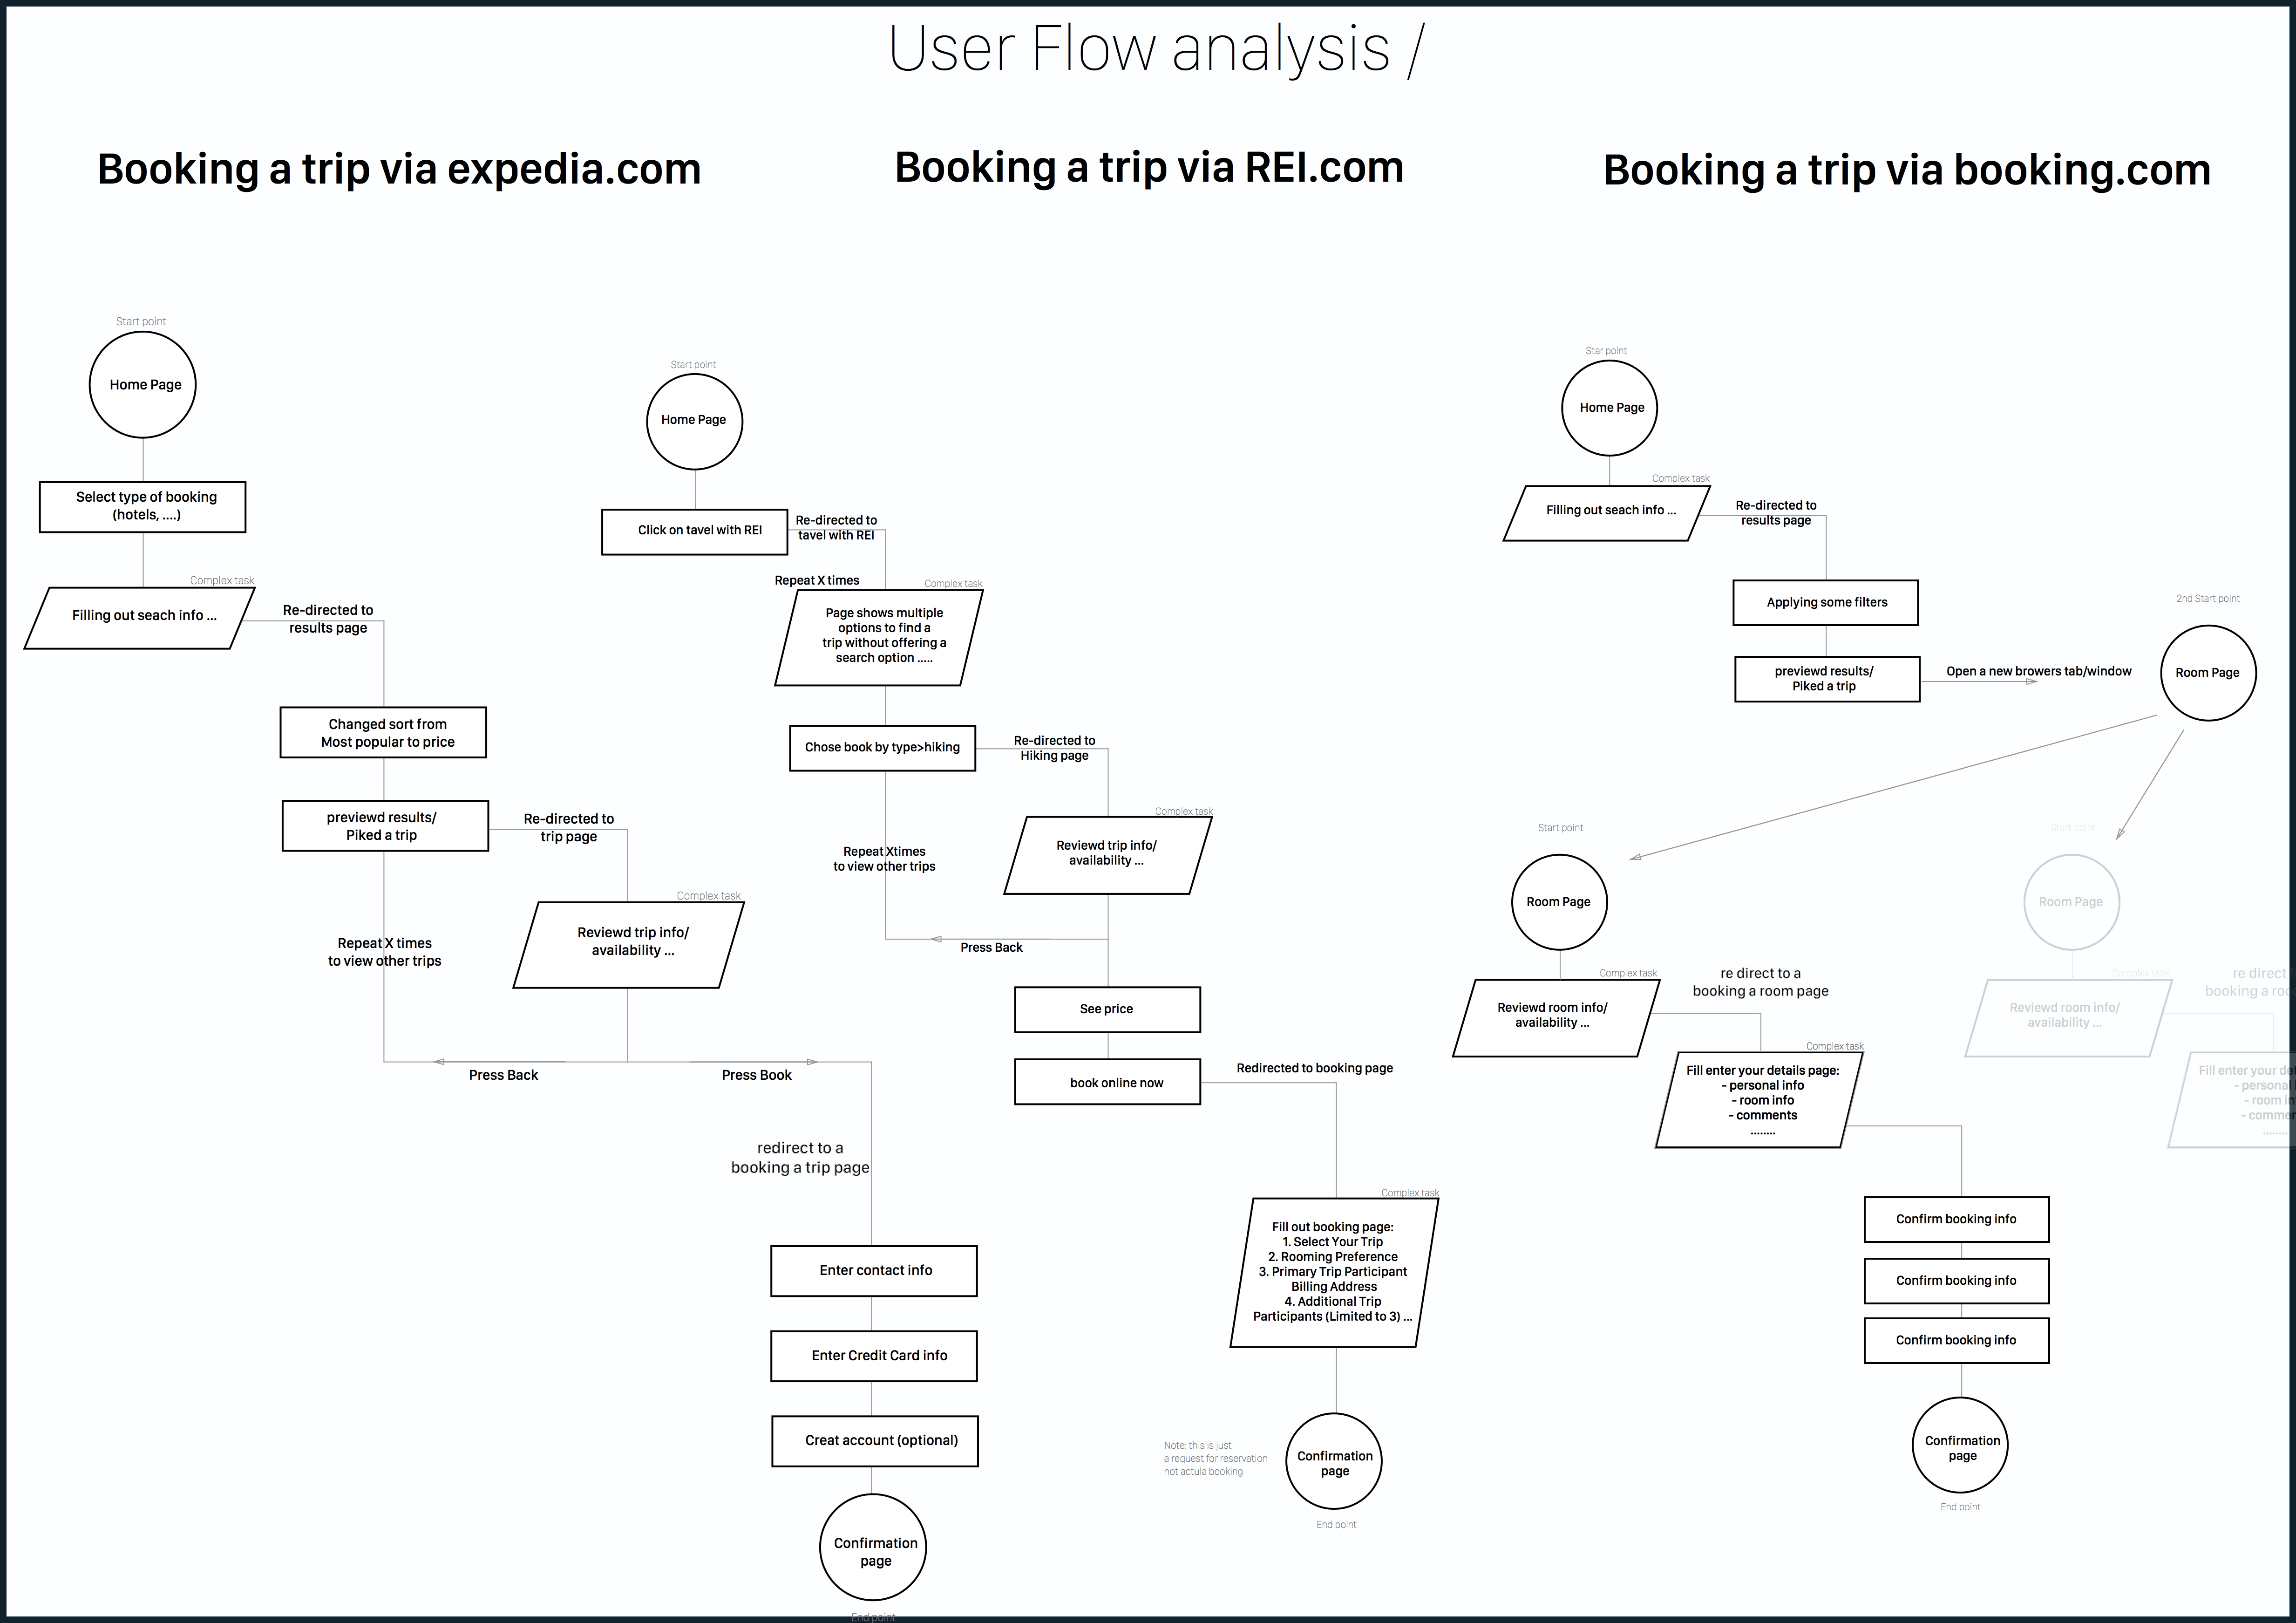 User Flow analysis /
Booking a trip via expedia.com
Start point
Home Page
Select type of booking
(hotels, ....)
Complex task
Filling out seach info ...
Re-directed to
results page
Changed sort from
Most popular to price
previewd results/
Piked a trip
Re-directed to
trip page
Complex task
Reviewd trip info/
availability ...
Repeat X times
to view other trips
Press Back
Press Book
redirect to a
booking a trip page
Enter contact info
Enter Credit Card info
Creat account (optional)
Confirmation
page
End point
Booking a trip via REI.com
Start point
Home Page
Click on tavel with REI
Re-directed to
tavel with REI
Repeat X times
Complex task
Page shows multiple
options to find a
trip without offering a
search option .....
Chose book by type>hiking
Re-directed to
Hiking page
Complex task
Reviewd trip info/
availability ...
Repeat Xtimes
to view other trips
Press Back
See price
book online now
Redirected to booking page
Complex task
Fill out booking page:
1. Select Your Trip
2. Rooming Preference
3. Primary Trip Participant
Billing Address
4. Additional Trip
Participants (Limited to 3) ...
Note: this is just
a request for reservation
not actula booking
Confirmation
page
End point
Booking a trip via booking.com
Star point
Home Page
Complex task
Filling out seach info ...
Re-directed to
results page
Applying some filters
previewd results/
Piked a trip
Open a new browers tab/window
2nd Start point
Room Page
Start point
Room Page
Complex task
Reviewd room info/
availability ...
re direct to a
booking a room page
Complex task
Fill enter your details page:
- personal info
- room info
- comments
........
Confirm booking info
Confirm booking info
Confirm booking info
Confirmation
page
End point
Start point
Room Page
Complex task
Reviewd room info/
availability ...
re direct
booking a roo
Fill enter your de
- personal
- room in
- commer
........